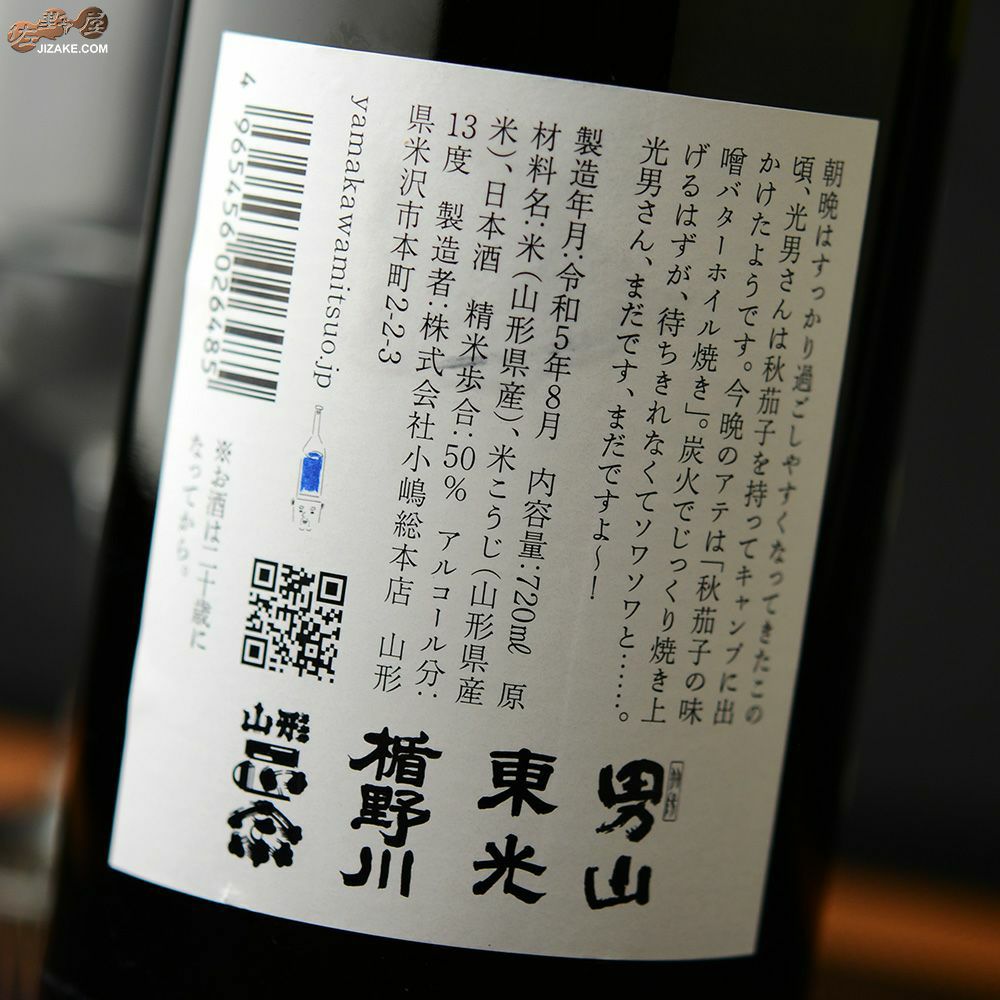 佐野屋
JIZAKE.COM
朝晩はすっかり過ごしやすくなってきたこの
頃、光男さんは秋茄子を持ってキャンプに出
かけたようです。今晩のアテは「秋茄子の味
噌バターホイル焼き」。炭火でじっくり焼き上
げるはずが、待ちきれなくてソワソワと……。
光男さん、まだです、まだですよ〜!
製造年月:令和5年8月 内容量:720ml 原
材料名:米(山形県産)、米こうじ(山形県産
米)、日本酒 精米歩合:50% アルコール分:
13度 製造者:株式会社小嶋総本店 山形
県米沢市本町2-2-3
yamakawamitsuo.jp
4 965456 026485
※お酒は二十歳に
なってから。
男山
東光
楯野川
山形
正宗